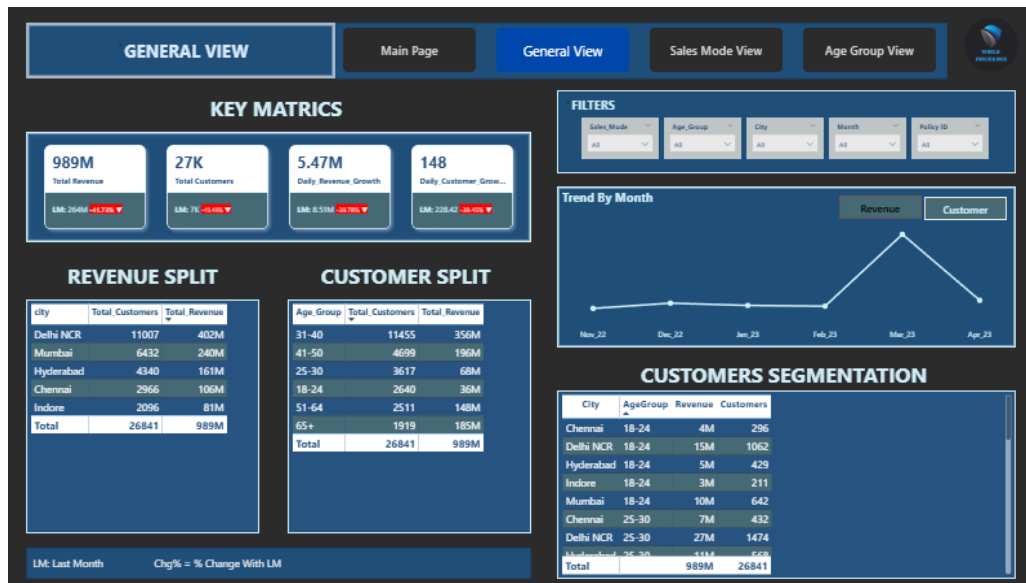 GENERAL VIEW
Main Page
General View
Sales Mode View
Age Group View
KEY MATRICS
989M
Total Revenue
LM: 264M -41.73% ▼
27K
Total Customers
LM: 7K
5.47M
Daily_Revenue_Growth
LM: 8.51M
148
Daily_Customer_Grow...
LM: 228.42
FILTERS
Sales_Mode
All
Age_Group
All
City
All
Month
All
Policy ID
All
Trend By Month
Revenue
Customer
Nov_22 Dec_22 Jan_23 Feb_23 Mar_23 Apr_23
REVENUE SPLIT
city Total_Customers Total_Revenue
Delhi NCR 11007 402M
Mumbai 6432 240M
Hyderabad 4340 161M
Chennai 2966 106M
Indore 2096 81M
Total 26841 989M
CUSTOMER SPLIT
Age_Group Total_Customers Total_Revenue
31-40 11455 356M
41-50 4699 196M
25-30 3617 68M
18-24 2640 36M
51-64 2511 148M
65+ 1919 185M
Total 26841 989M
CUSTOMERS SEGMENTATION
City AgeGroup Revenue Customers
Chennai 18-24 4M 296
Delhi NCR 18-24 15M 1062
Hyderabad 18-24 5M 429
Indore 18-24 3M 211
Mumbai 18-24 10M 642
Chennai 25-30 7M 432
Delhi NCR 25-30 27M 1474
Hyderabad 25-30 11M 568
Total 989M 26841
LM: Last Month
Chg% = % Change With LM